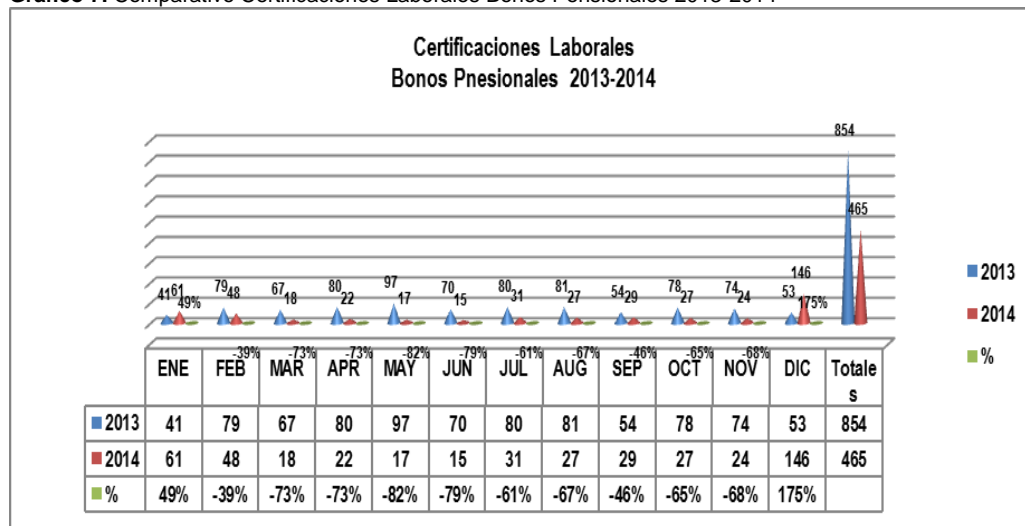 Gráfico 7. Comparativo Certificaciones Laborales Bonos Pensionales 2013-2014
Certificaciones Laborales
Bonos Pnesionales 2013-2014
854
465
41 61 49% 79 48 67 18 80 22 97 17 70 15 80 31 81 27 54 29 78 27 74 24 53 146 175%
-39% -73% -73% -82% -79% -61% -67% -46% -65% -68%
2013
2014
%
ENE FEB MAR APR MAY JUN JUL AUG SEP OCT NOV DIC Totale
s
2013 41 79 67 80 97 70 80 81 54 78 74 53 854
2014 61 48 18 22 17 15 31 27 29 27 24 146 465
% 49% -39% -73% -73% -82% -79% -61% -67% -46% -65% -68% 175%